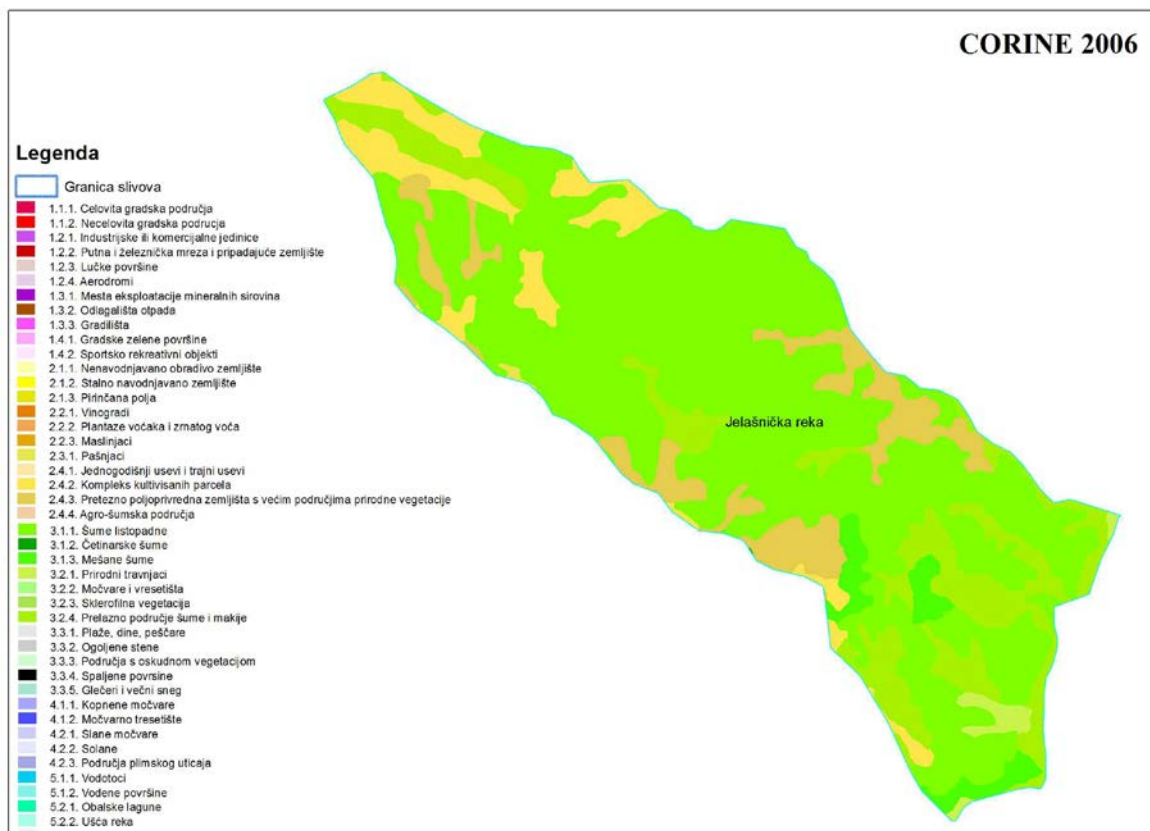 CORINE 2006
Legenda
Granica slivova
1.1.1. Celovita gradska područja
1.1.2. Necelovita gradska područja
1.2.1. Industrijske ili komercijalne jedinice
1.2.2. Putna i železnička mreza i pripadajuće zemljište
1.2.3. Lučke površine
1.2.4. Aerodromi
1.3.1. Mesta eksploatacije mineralnih sirovina
1.3.2. Odlagališta otpada
1.3.3. Gradilišta
1.4.1. Gradske zelene površine
1.4.2. Sportsko rekreativni objekti
2.1.1. Nenavodnjavano obradivo zemljište
2.1.2. Stalno navodnjavano zemljište
2.1.3. Pirinčana polja
2.2.1. Vinogradi
2.2.2. Plantaze voćaka i zrnatog voća
2.2.3. Maslinjaci
2.3.1. Pašnjaci
2.4.1. Jednogodišnji usevi i trajni usevi
2.4.2. Kompleks kultivisanih parcela
2.4.3. Pretezno poljoprivredna zemljišta s većim područjima prirodne vegetacije
2.4.4. Agro-šumska područja
3.1.1. Šume listopadne
3.1.2. Četinarske šume
3.1.3. Mešane šume
3.2.1. Prirodni travnjaci
3.2.2. Močvare i vresetišta
3.2.3. Sklerofilna vegetacija
3.2.4. Prelazno područje šume i makije
3.3.1. Plaže, dine, peščare
3.3.2. Ogoljene stene
3.3.3. Područja s oskudnom vegetacijom
3.3.4. Spaljene povrsine
3.3.5. Glečeri i večni sneg
4.1.1. Kopnene močvare
4.1.2. Močvarno tresetište
4.2.1. Slane močvare
4.2.2. Solane
4.2.3. Područja plimskog uticaja
5.1.1. Vodotoci
5.1.2. Vodene površine
5.2.1. Obalske lagune
5.2.2. Ušća reka
Jelašnička reka